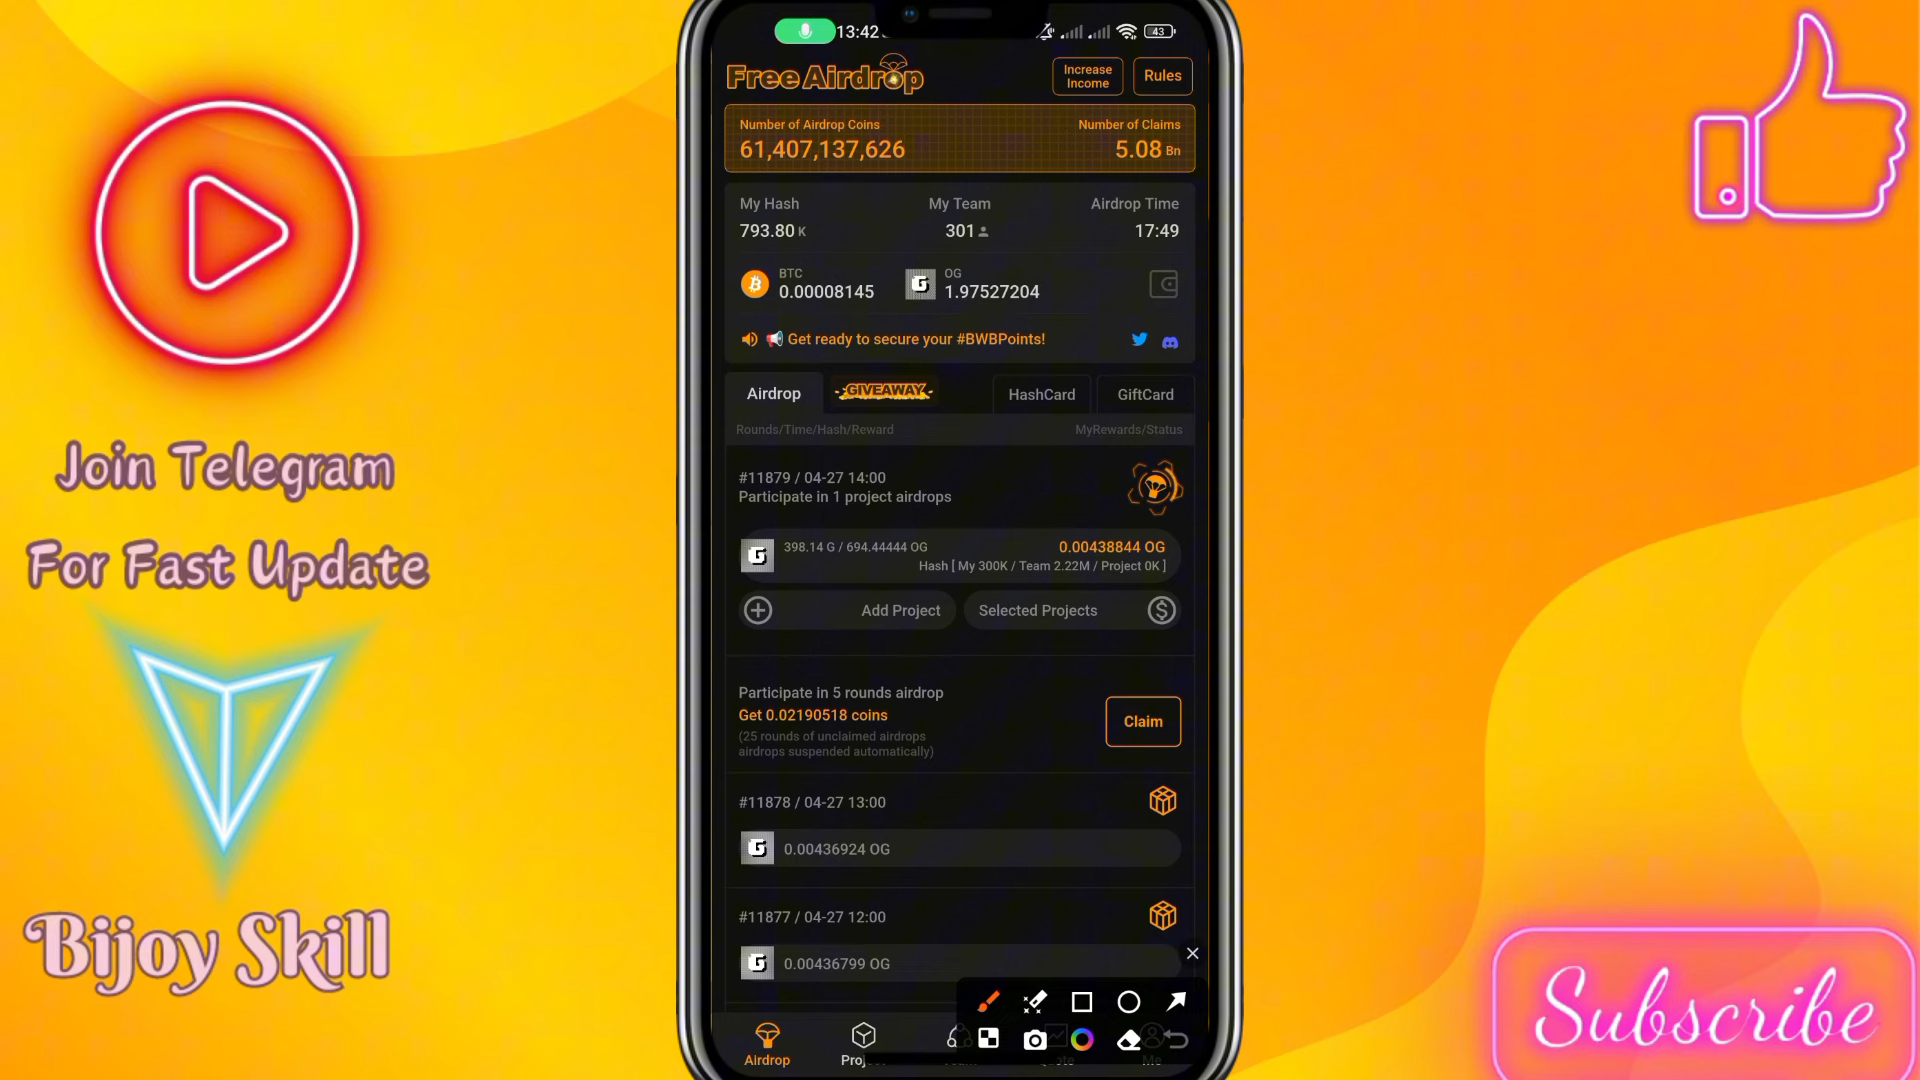 13:42
43
Free Airdrop
Increase
Income
Rules
Number of Airdrop Coins
Number of Claims
61,407,137,626
5.08 Bn
My Hash
My Team
Airdrop Time
793.80 K
301
17:49
BTC
0.00008145
OG
1.97527204
Get ready to secure your #BWBPoints!
Airdrop
GIVEAWAY
HashCard
GiftCard
Rounds/Time/Hash/Reward
MyRewards/Status
#11879 / 04-27 14:00
Participate in 1 project airdrops
398.14 G / 694.44444 OG
0.00438844 OG
Hash [ My 300K / Team 2.22M / Project 0K ]
Add Project
Selected Projects
Participate in 5 rounds airdrop
Get 0.02190518 coins
(25 rounds of unclaimed airdrops
airdrops suspended automatically)
Claim
#11878 / 04-27 13:00
0.00436924 OG
#11877 / 04-27 12:00
0.00436799 OG
Airdrop
Me
Join Telegram
For Fast Update
Bijoy Skill
Subscribe